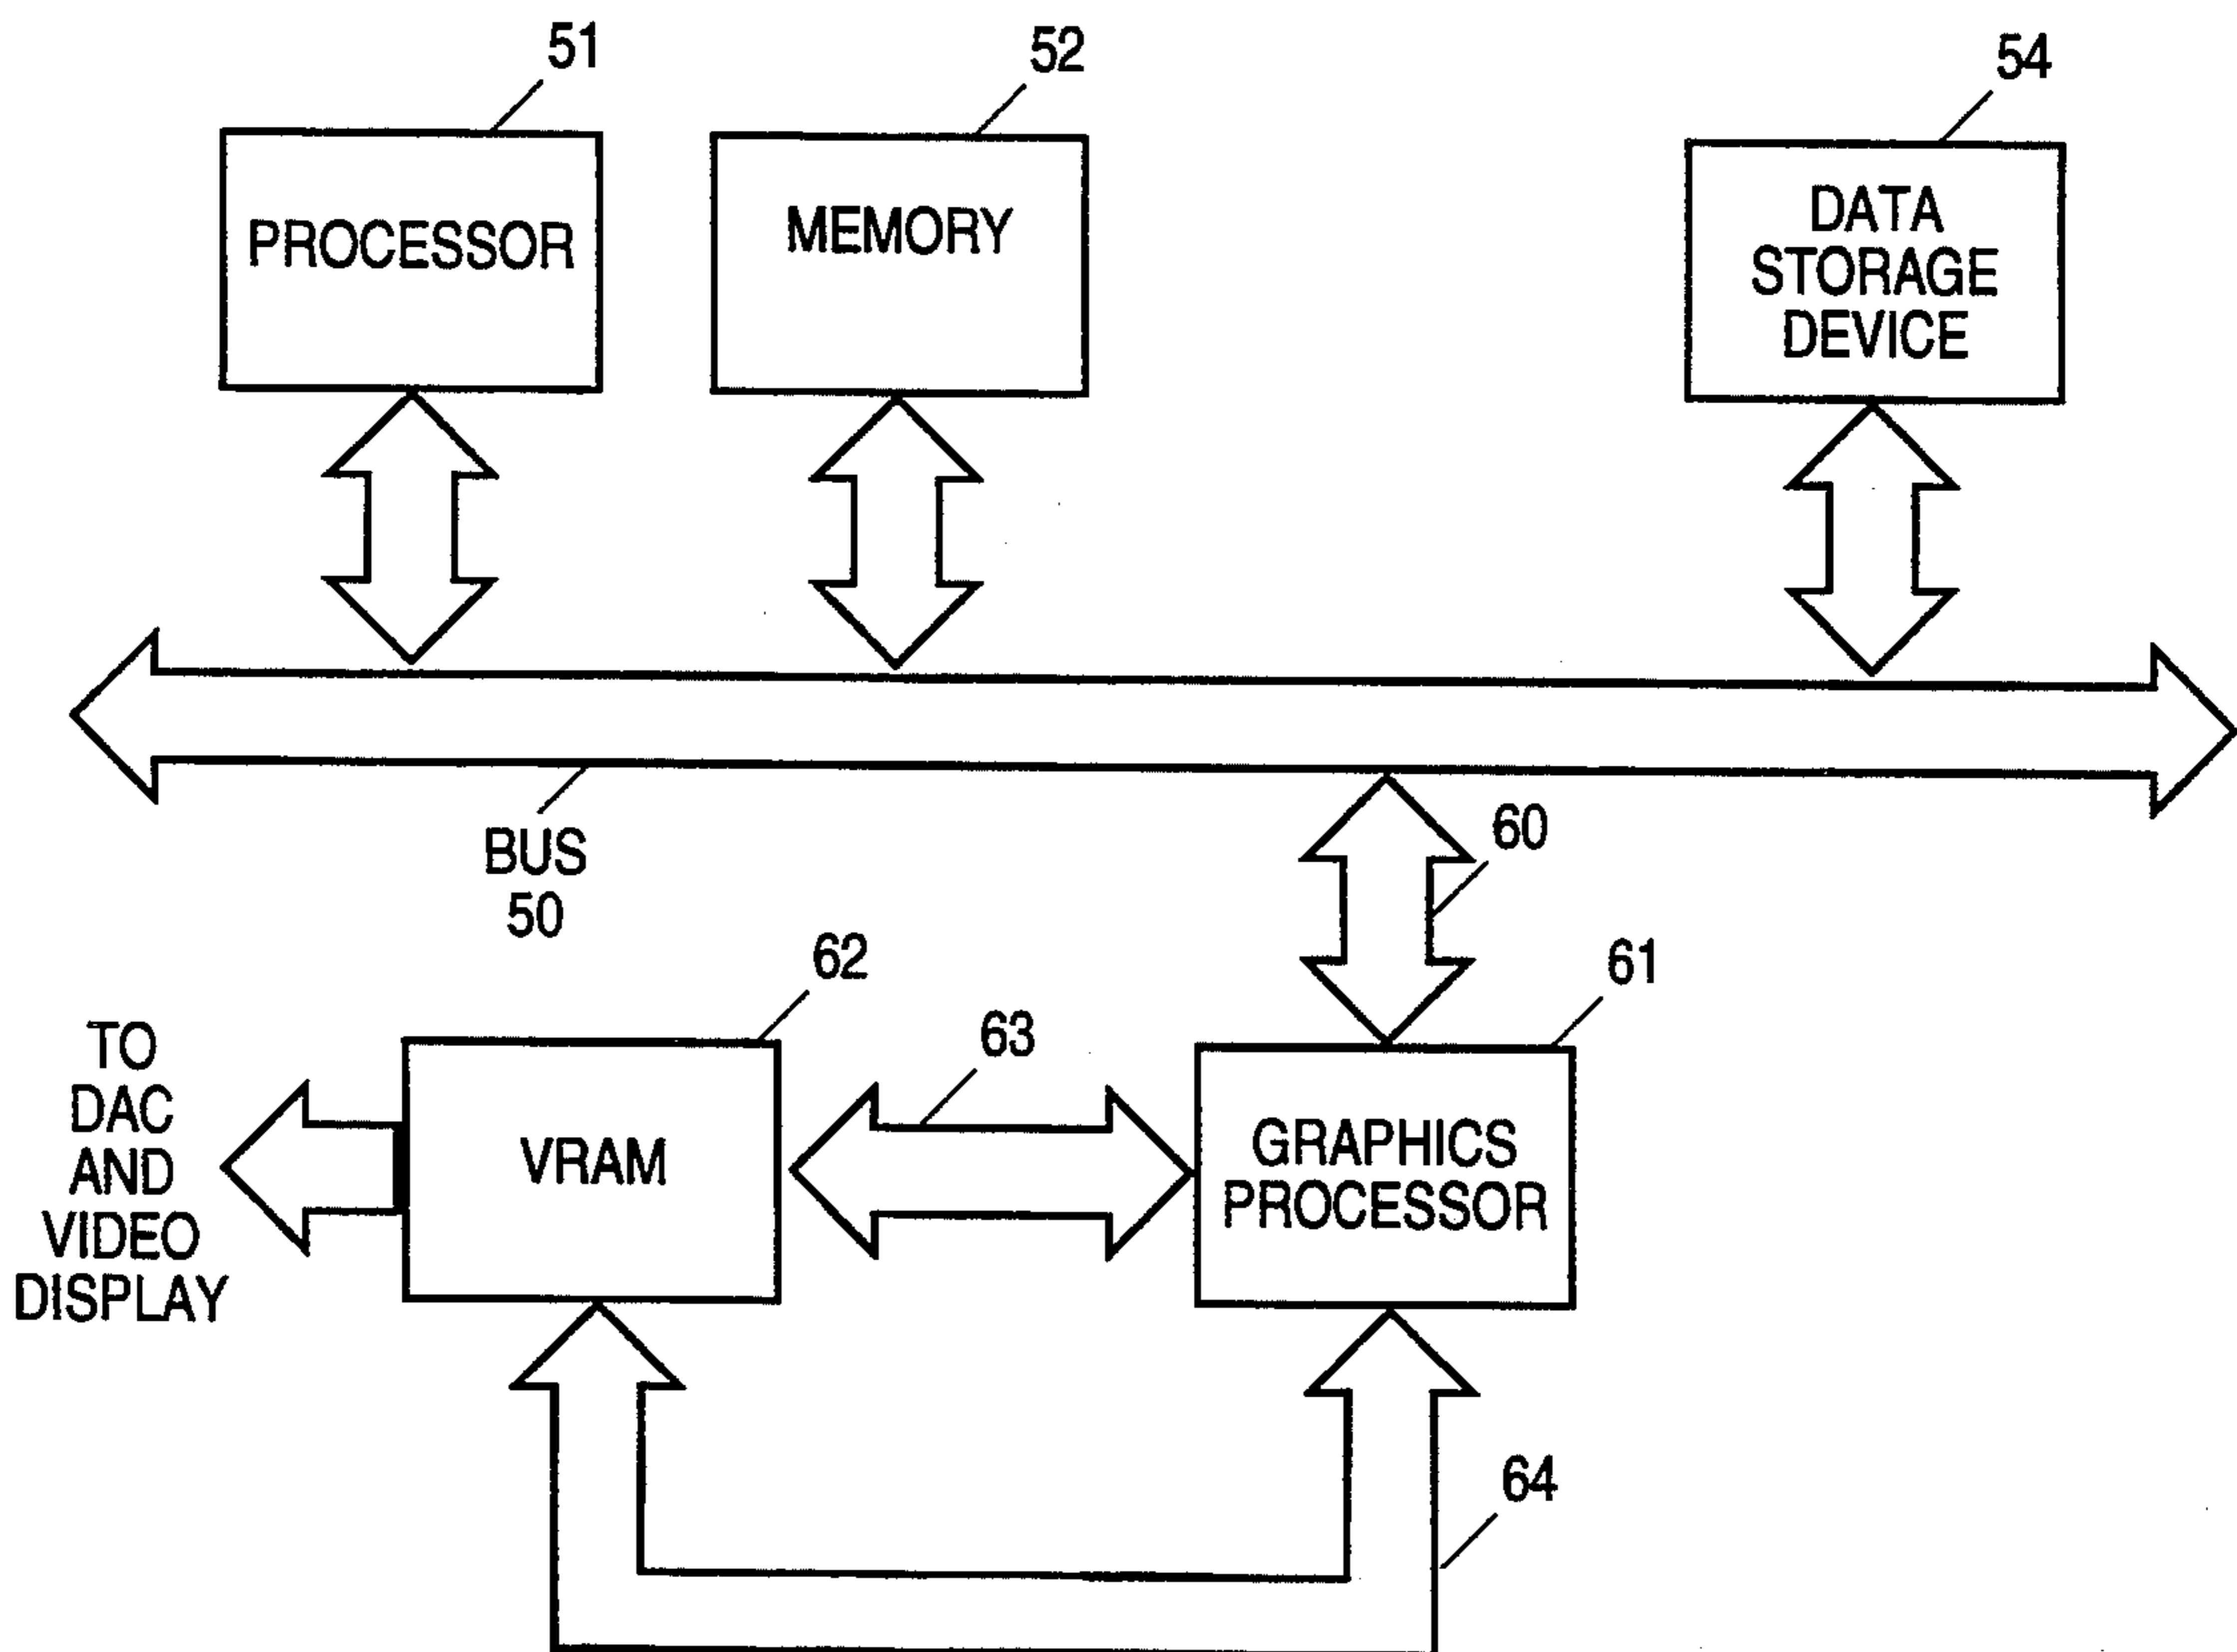 51
52
54
PROCESSOR
MEMORY
DATA
STORAGE
DEVICE
BUS
50
60
61
62
63
TO
DAC
AND
VIDEO
DISPLAY
VRAM
GRAPHICS
PROCESSOR
64